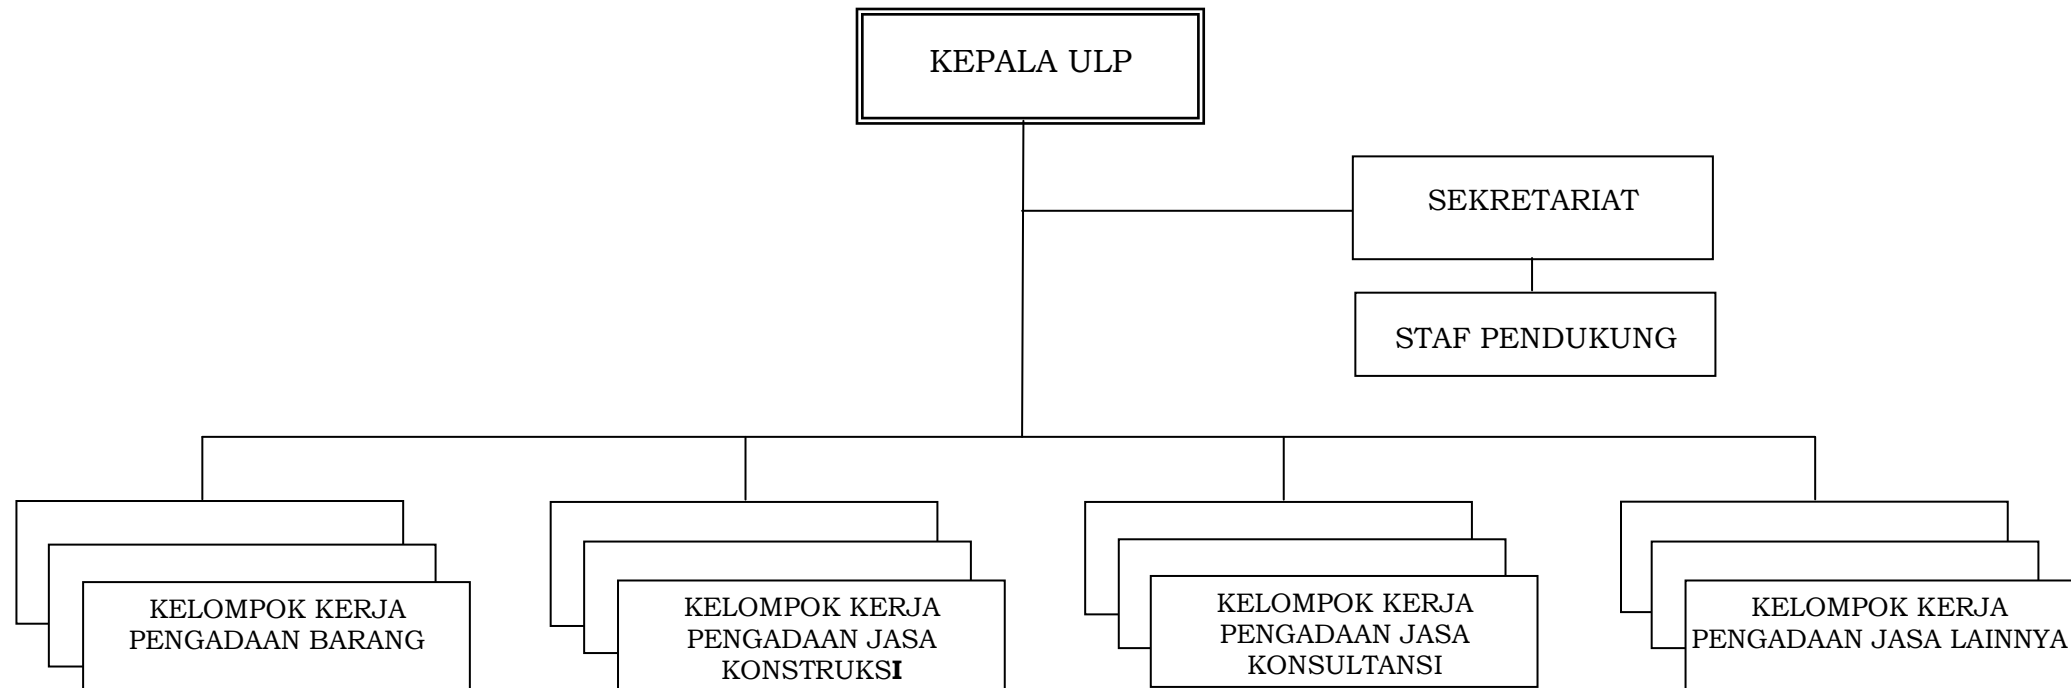 KEPALA ULP
SEKRETARIAT
STAF PENDUKUNG
KELOMPOK KERJA
PENGADAAN BARANG
KELOMPOK KERJA
PENGADAAN JASA
KONSTRUKSI
KELOMPOK KERJA
PENGADAAN JASA
KONSULTANSI
KELOMPOK KERJA
PENGADAAN JASA LAINNYA